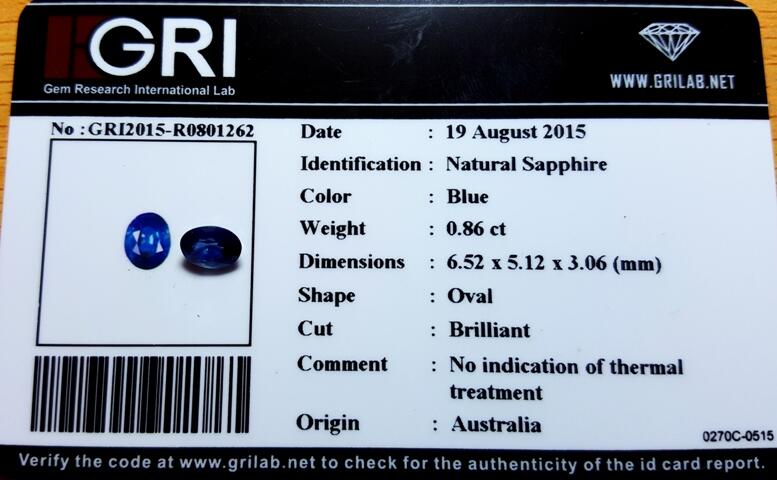 GRI
Gem Research International Lab
WWW.GRILAB.NET
No : GRI2015-R0801262
Date : 19 August 2015
Identification : Natural Sapphire
Color : Blue
Weight : 0.86 ct
Dimensions : 6.52 x 5.12 x 3.06 (mm)
Shape : Oval
Cut : Brilliant
Comment : No indication of thermal
treatment
Origin : Australia
0270C-0515
Verify the code at www.grilab.net to check for the authenticity of the id card report.